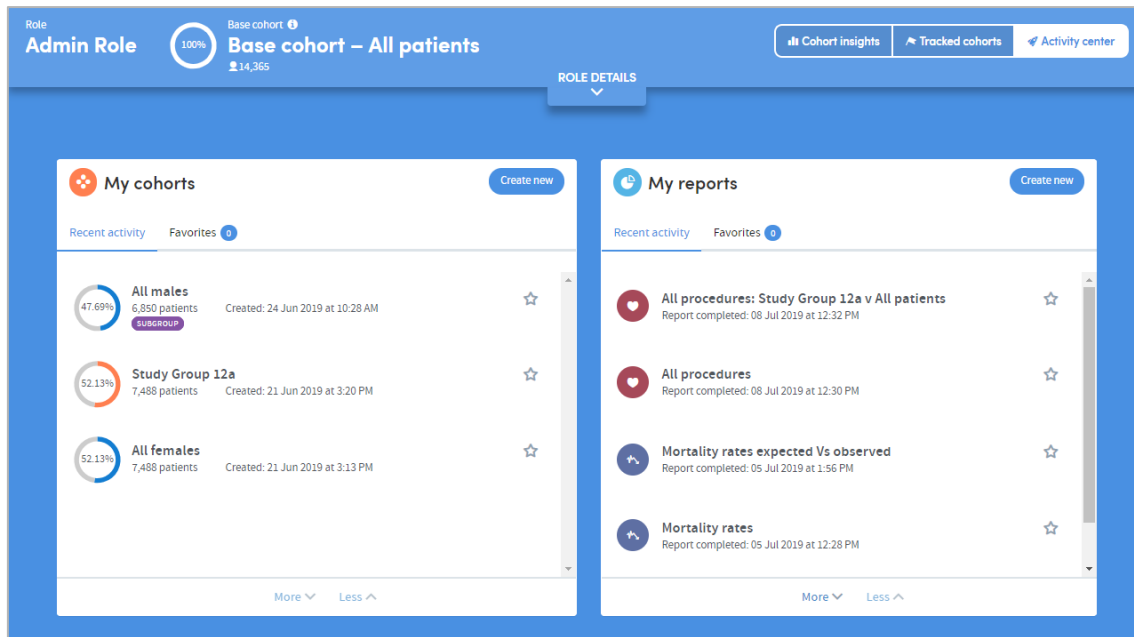 Role
Admin Role
100%
Base cohort
Base cohort – All patients
14,365
Cohort insights
Tracked cohorts
Activity center
ROLE DETAILS
My cohorts
Create new
Recent activity
Favorites 0
47.69%
All males
6,850 patients
Created: 24 Jun 2019 at 10:28 AM
SUBGROUP
52.13%
Study Group 12a
7,488 patients
Created: 21 Jun 2019 at 3:20 PM
52.13%
All females
7,488 patients
Created: 21 Jun 2019 at 3:13 PM
More
Less
My reports
Create new
Recent activity
Favorites 0
All procedures: Study Group 12a v All patients
Report completed: 08 Jul 2019 at 12:32 PM
All procedures
Report completed: 08 Jul 2019 at 12:30 PM
Mortality rates expected Vs observed
Report completed: 05 Jul 2019 at 1:56 PM
Mortality rates
Report completed: 05 Jul 2019 at 12:28 PM
More
Less